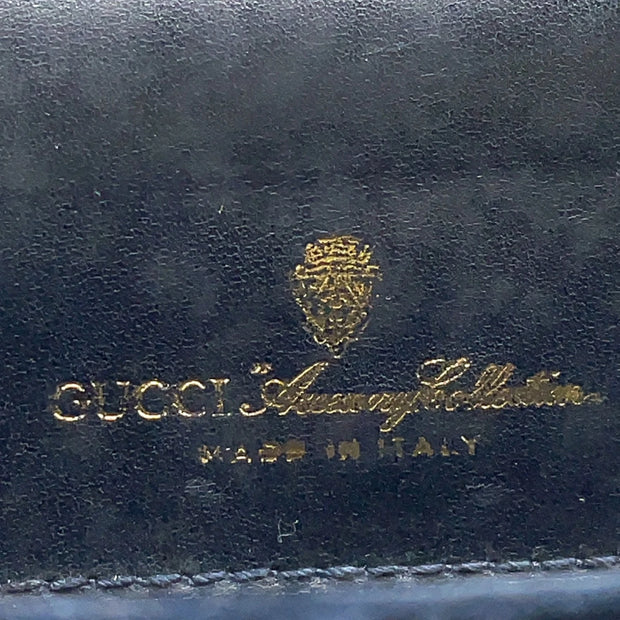 GUCCI "Accessory Collection
MADE IN ITALY
H